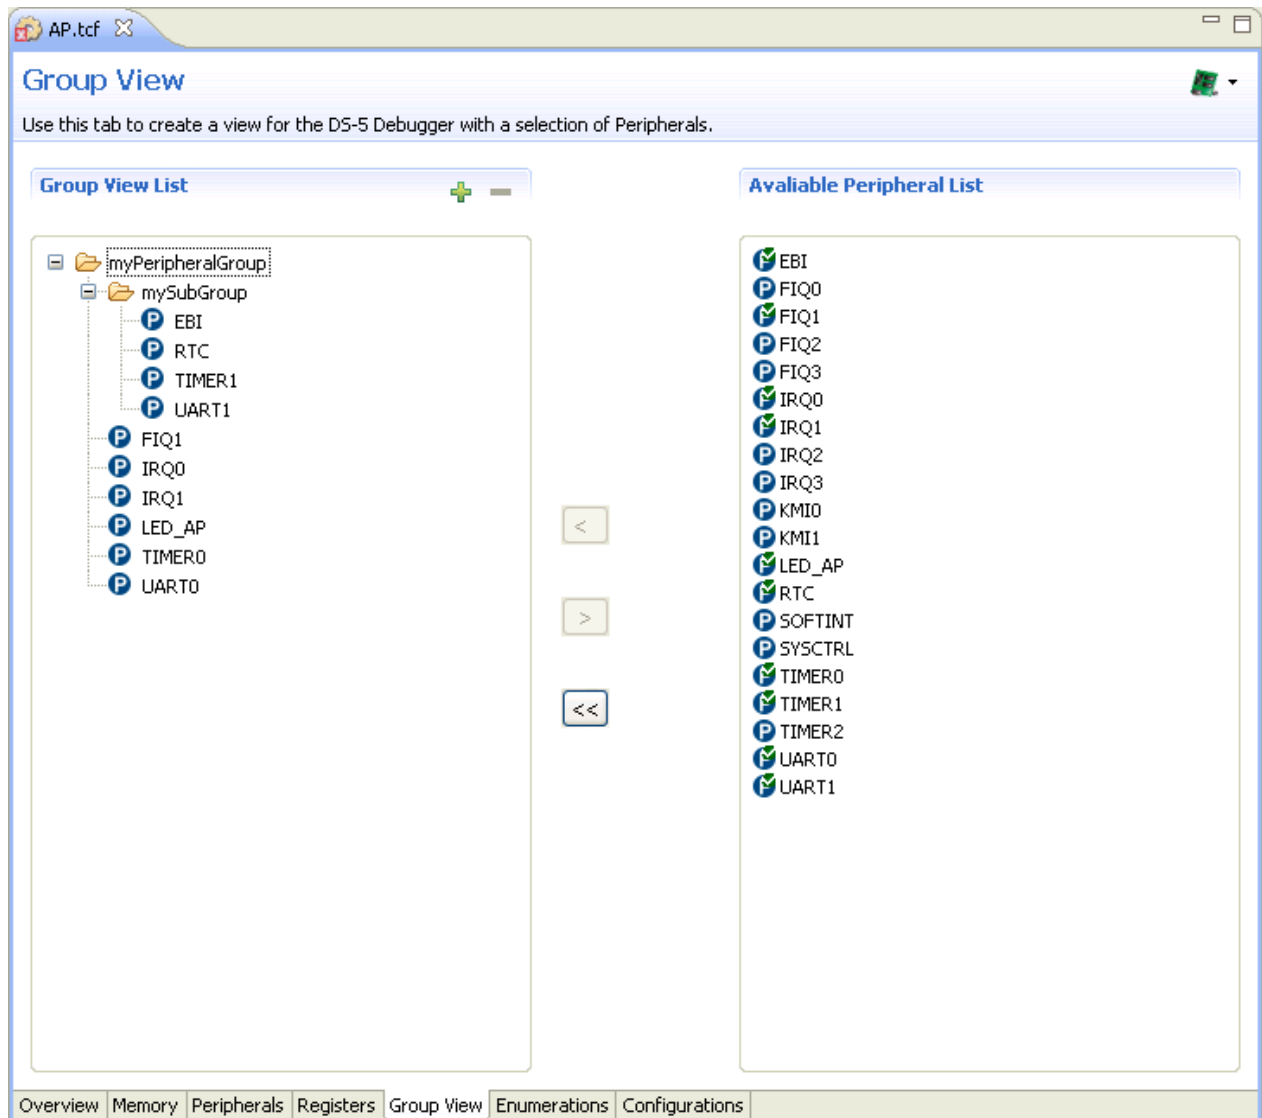 AP.tcf
Group View
Use this tab to create a view for the DS-5 Debugger with a selection of Peripherals.
Group View List
myPeripheralGroup
mySubGroup
P EBI
P RTC
P TIMER1
P UART1
P FIQ1
P IRQ0
P IRQ1
P LED_AP
P TIMER0
P UART0
<
>
<<
Avaliable Peripheral List
P EBI
P FIQ0
P FIQ1
P FIQ2
P FIQ3
P IRQ0
P IRQ1
P IRQ2
P IRQ3
P KMI0
P KMI1
P LED_AP
P RTC
P SOFTINT
P SYSCTRL
P TIMER0
P TIMER1
P TIMER2
P UART0
P UART1
Overview Memory Peripherals Registers Group View Enumerations Configurations